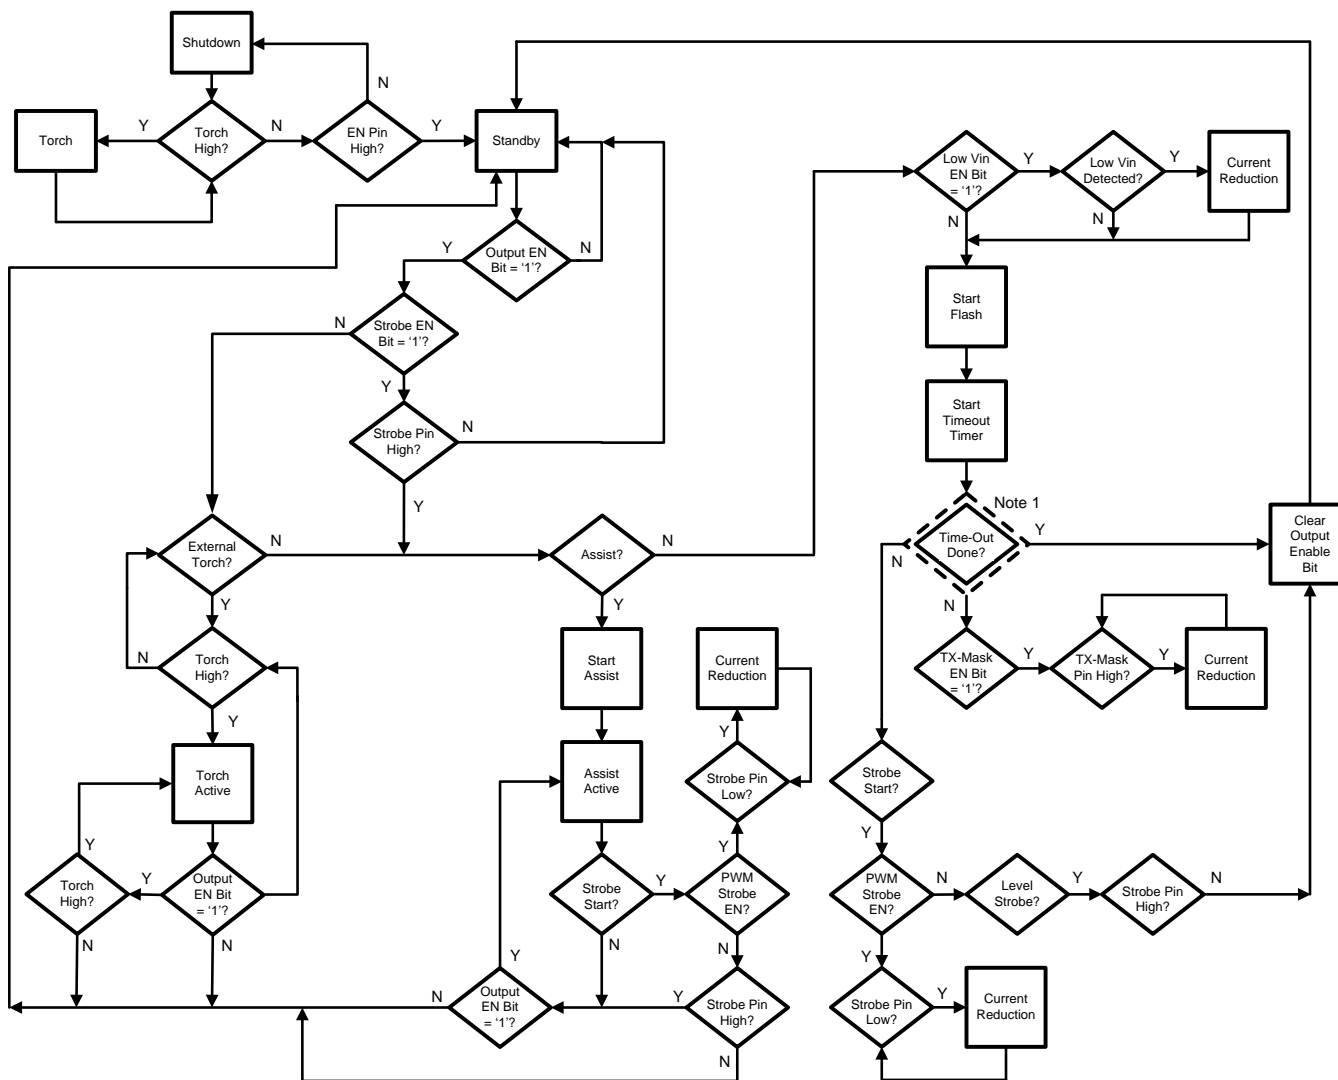 Shutdown
N
Torch
Y
Torch
High?
N
EN Pin
High?
Y
Standby
Low Vin
EN Bit
= ‘1’?
Y
Low Vin
Detected?
Y
Current
Reduction
N
N
Y
Output EN
Bit = ‘1’?
N
Start
Flash
N
Strobe EN
Bit = ‘1’?
Y
Start
Timeout
Timer
Strobe Pin
High?
N
Y
Note 1
External
Torch?
N
Assist?
N
Time-Out
Done?
Y
N
Clear
Output
Enable
Bit
Y
Y
N
Torch
High?
N
Start
Assist
Current
Reduction
TX-Mask
EN Bit
= ‘1’?
Y
TX-Mask
Pin High?
Y
Current
Reduction
Y
Y
Torch
Active
Assist
Active
Strobe Pin
Low?
Strobe
Start?
Y
Y
Y
Torch
High?
Y
Output
EN Bit
= ‘1’?
Strobe
Start?
Y
PWM
Strobe
EN?
PWM
Strobe
EN?
N
Level
Strobe?
Y
Strobe Pin
High?
N
N
N
N
N
Y
Y
N
Output
EN Bit
= ‘1’?
Y
Strobe Pin
High?
Strobe Pin
Low?
Y
Current
Reduction
N